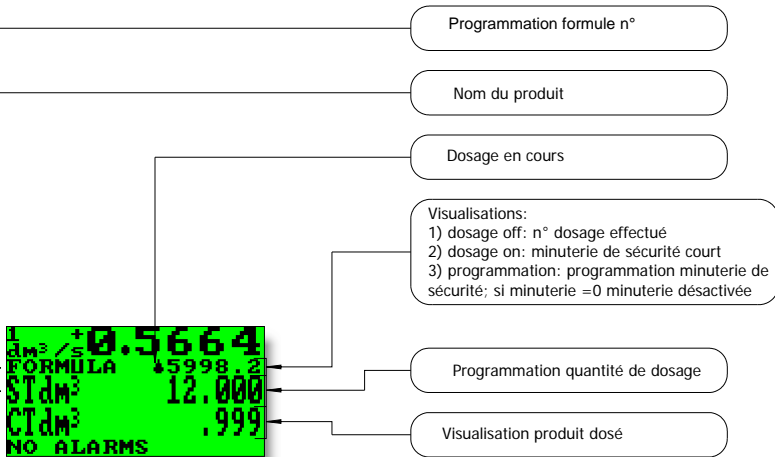 Programmation formule n°
Nom du produit
Dosage en cours
Visualisations:
1) dosage off: n° dosage effectué
2) dosage on: minuterie de sécurité court
3) programmation: programmation minuterie de
sécurité; si minuterie =0 minuterie désactivée
1
dm³/s +0.5664
FORMULA 5998.2
STdm³ 12.000
CTdm³ .999
NO ALARMS
Programmation quantité de dosage
Visualisation produit dosé